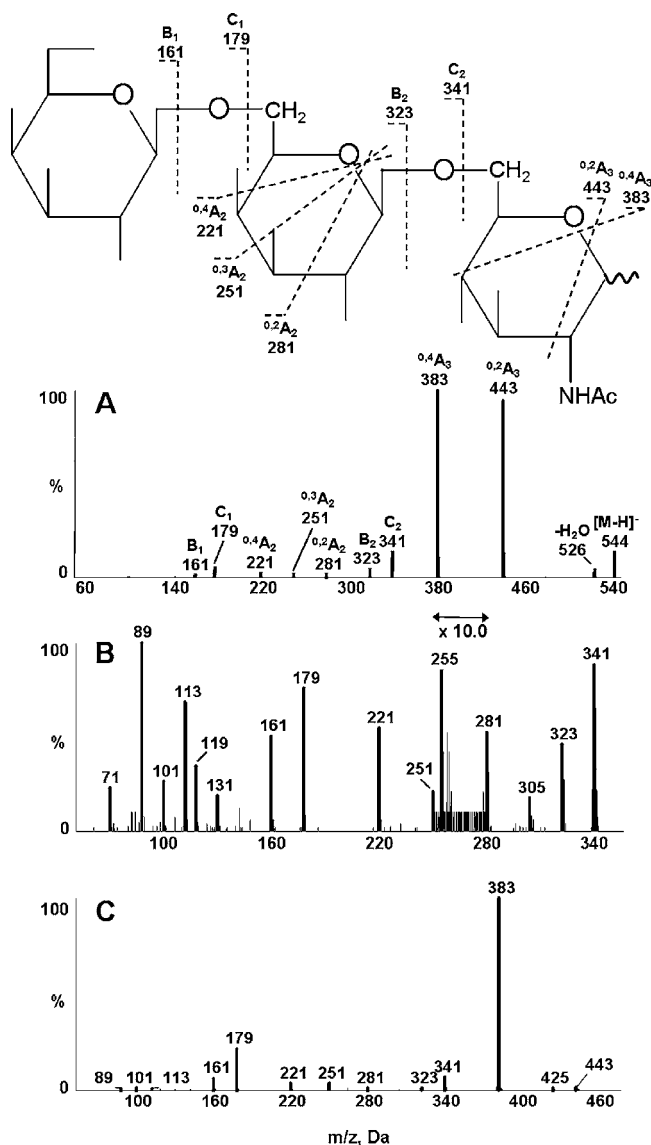 B1
161
C1
179
O
O
CH2
B2
323
C2
341
O
O
CH2
0,2A3
443
0,4A3
383
O
0,4A2
221
0,3A2
251
0,2A2
281
NHAc
A
100
%
0
B1
161
C1
179
0,4A2
221
0,3A2
251
0,2A2
281
B2
323
C2
341
0,4A3
383
0,2A3
443
-H2O
526
[M-H]-
544
60 140 220 300 380 460 540
B
x 10.0
100
%
0
71 89 101 113 119 131 161 179 221 251 255 281 305 323 341
100 160 220 280 340
C
100
%
0
89 101 113 161 179 221 251 281 323 341 383 425 443
100 160 220 280 340 400 460
m/z, Da